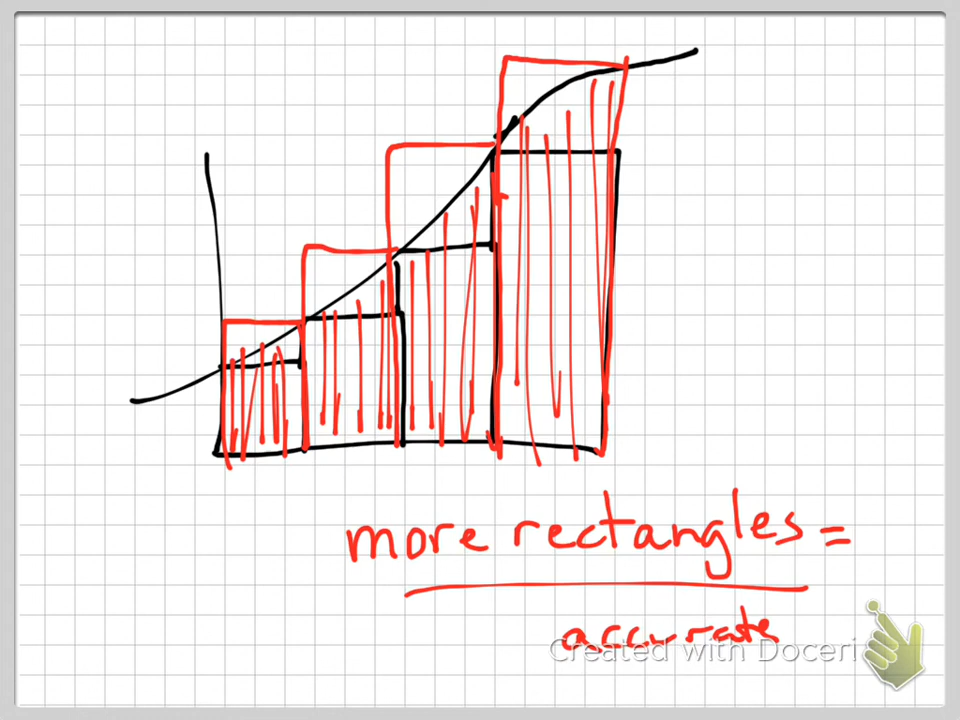 more rectangles =
accurate
Created with Doceri